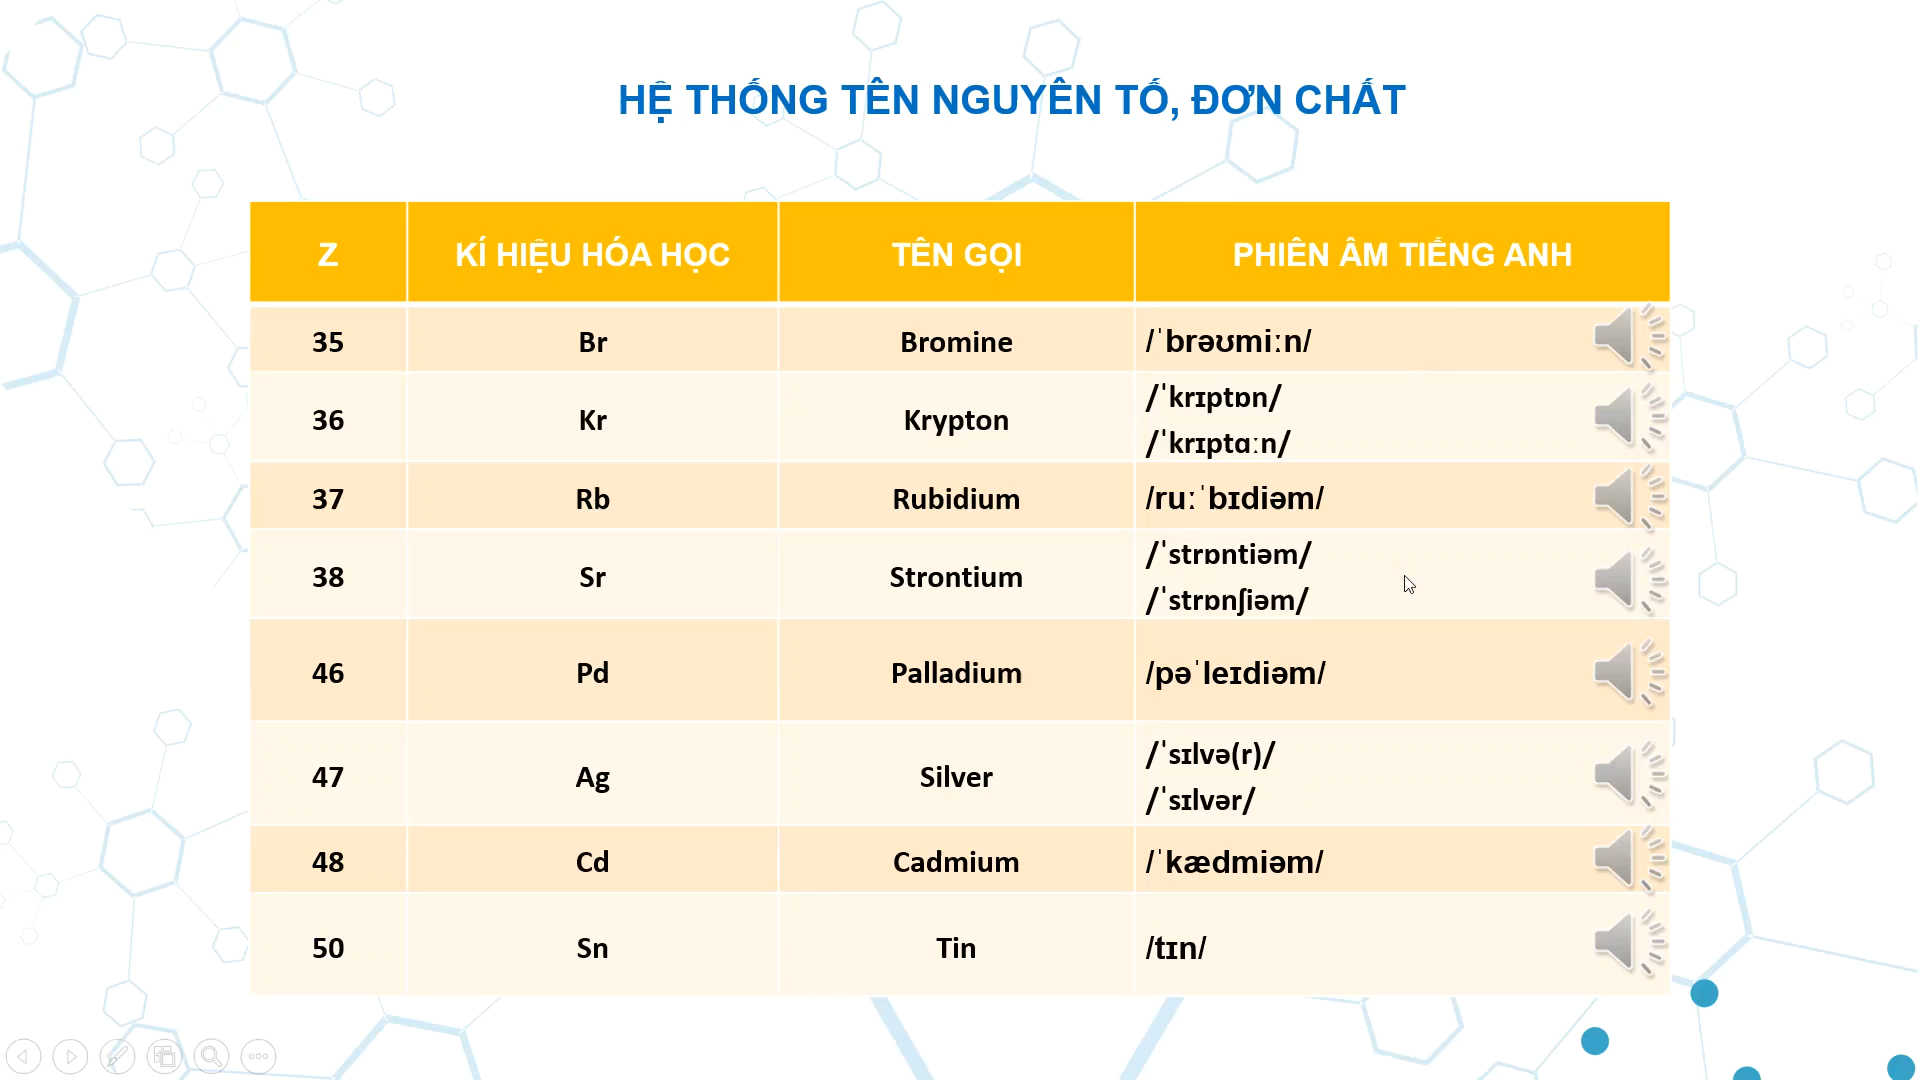 HỆ THỐNG TÊN NGUYÊN TỐ, ĐƠN CHẤT
Z KÍ HIỆU HÓA HỌC TÊN GỌI PHIÊN ÂM TIẾNG ANH
35 Br Bromine /ˈbrəʊmiːn/
36 Kr Krypton /ˈkrɪptɒn/
/ˈkrɪptɑːn/
37 Rb Rubidium /ruːˈbɪdiəm/
38 Sr Strontium /ˈstrɒntiəm/
/ˈstrɒnʃiəm/
46 Pd Palladium /pəˈleɪdiəm/
47 Ag Silver /ˈsɪlvə(r)/
/ˈsɪlvər/
48 Cd Cadmium /ˈkædmiəm/
50 Sn Tin /tɪn/